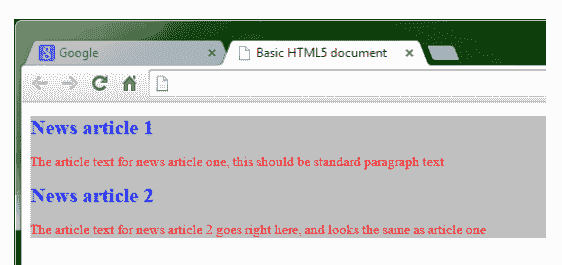 Google
Basic HTML5 document
News article 1
The article text for news article one, this should be standard paragraph text
News article 2
The article text for news article 2 goes right here, and looks the same as article one